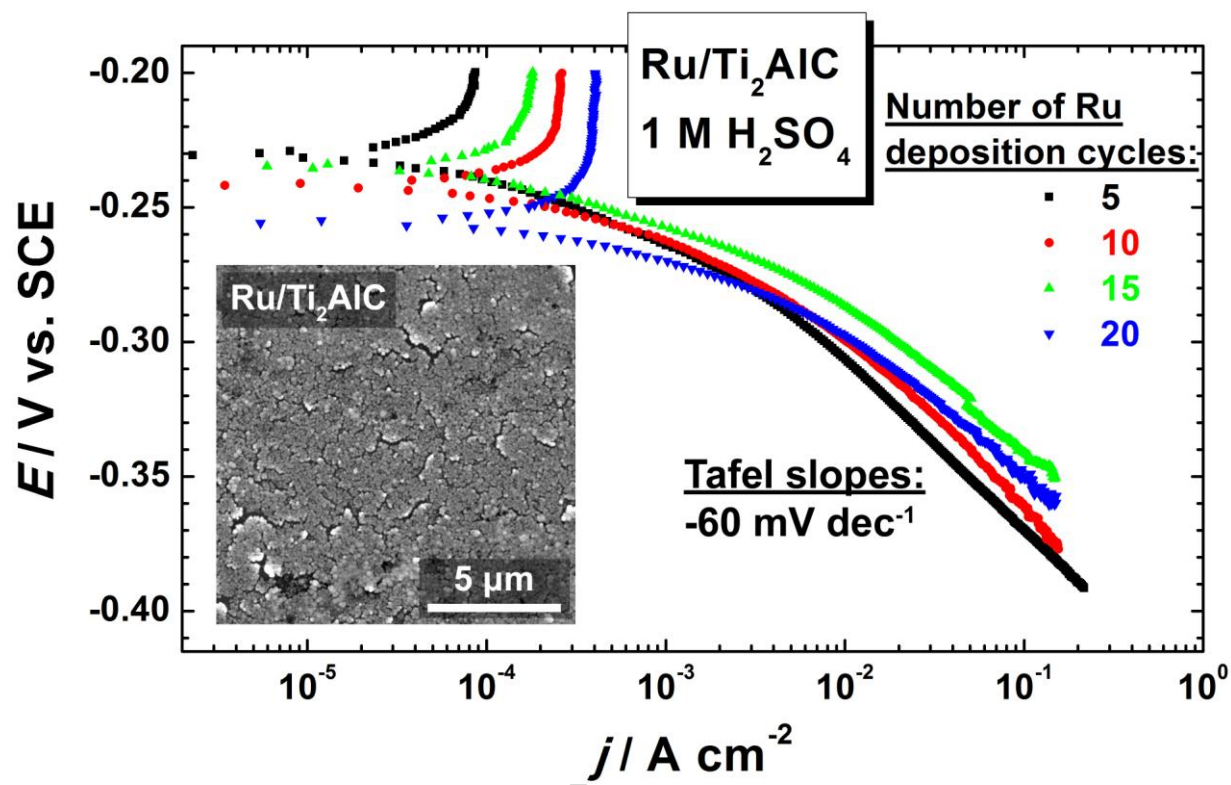 Ru/Ti₂AlC
1 M H₂SO₄
Number of Ru
deposition cycles:
5
10
15
20
-0.20
-0.25
-0.30
-0.35
-0.40
E / V vs. SCE
Ru/Ti₂AlC
5 µm
Tafel slopes:
-60 mV dec⁻¹
10⁻⁵
10⁻⁴
10⁻³
10⁻²
10⁻¹
10⁰
j / A cm⁻²